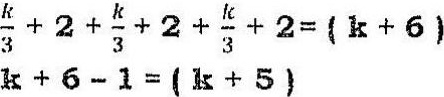 k/3 + 2 + k/3 + 2 + k/3 + 2 = ( k + 6 )
k + 6 - 1 = ( k + 5 )